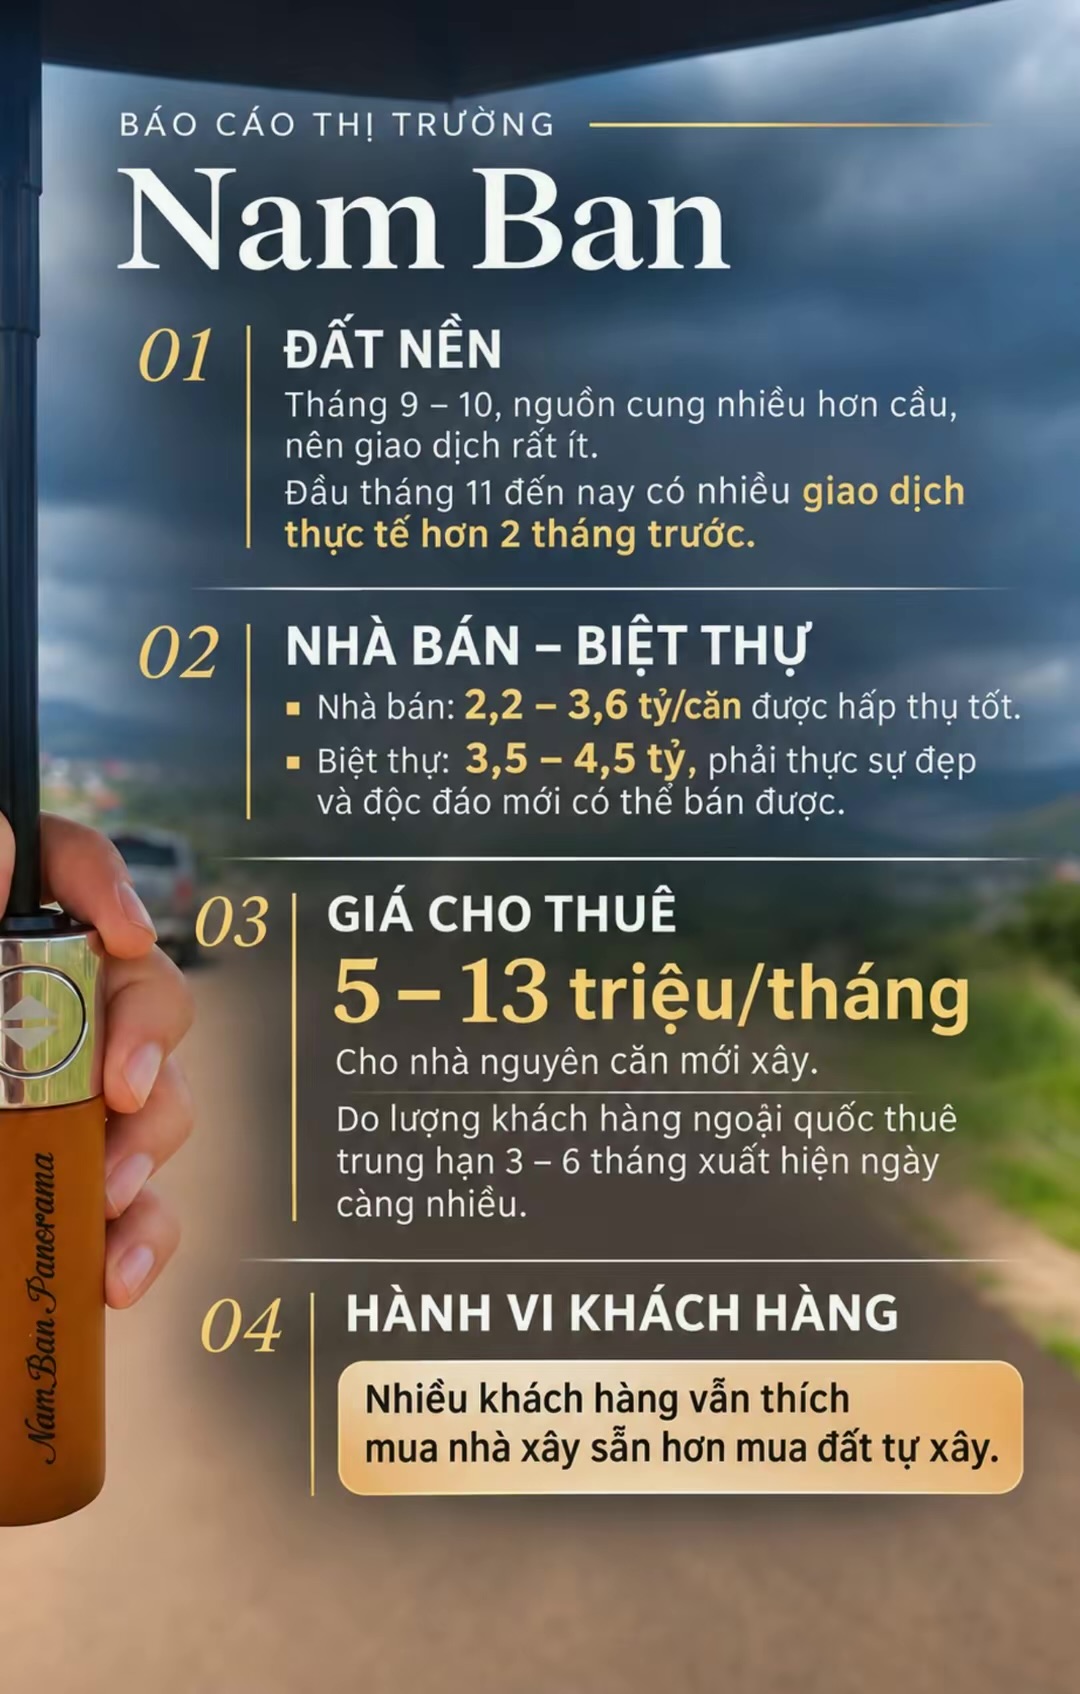 BÁO CÁO THỊ TRƯỜNG
Nam Ban
01
ĐẤT NỀN
Tháng 9 – 10, nguồn cung nhiều hơn cầu,
nên giao dịch rất ít.
Đầu tháng 11 đến nay có nhiều giao dịch
thực tế hơn 2 tháng trước.
02
NHÀ BÁN – BIỆT THỰ
▪ Nhà bán: 2,2 – 3,6 tỷ/căn được hấp thụ tốt.
▪ Biệt thự: 3,5 – 4,5 tỷ, phải thực sự đẹp
và độc đáo mới có thể bán được.
03
GIÁ CHO THUÊ
5 – 13 triệu/tháng
Cho nhà nguyên căn mới xây.
Do lượng khách hàng ngoại quốc thuê
trung hạn 3 – 6 tháng xuất hiện ngày
càng nhiều.
04
HÀNH VI KHÁCH HÀNG
Nhiều khách hàng vẫn thích
mua nhà xây sẵn hơn mua đất tự xây.
NamBan Panorama